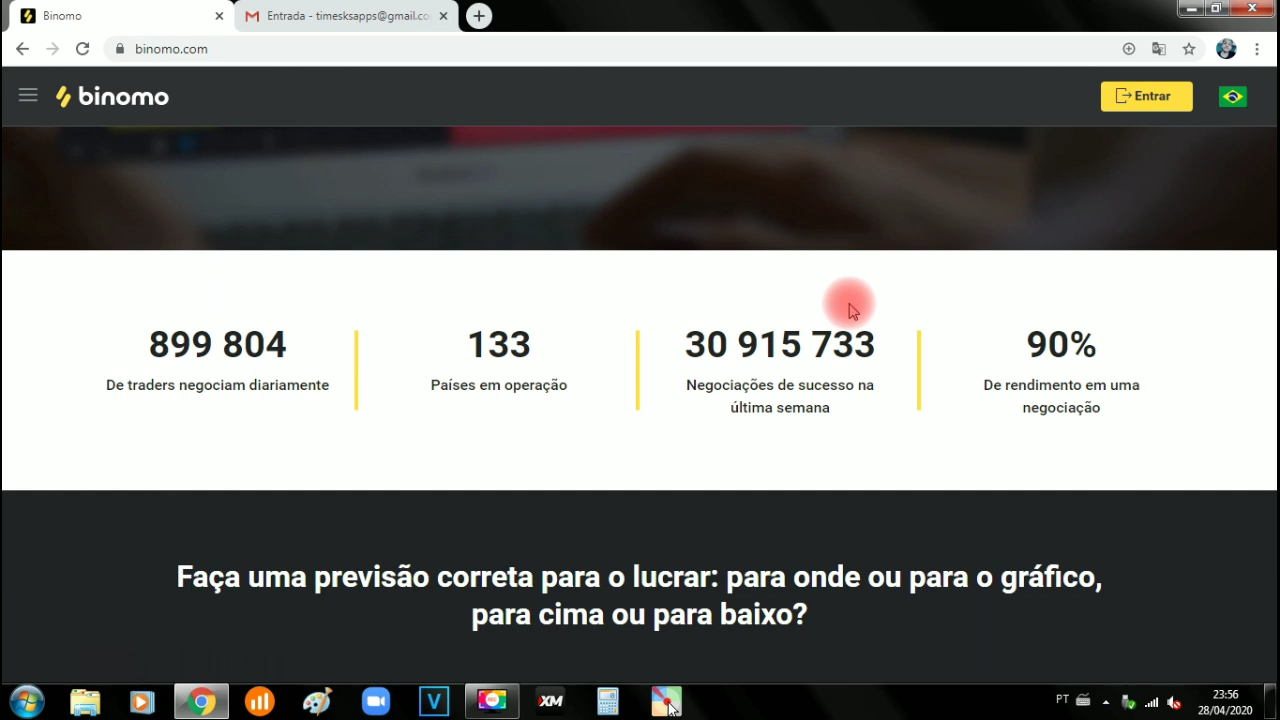 Binomo
Entrada - timesksapps@gmail.co
binomo.com
binomo
Entrar
899 804
De traders negociam diariamente
133
Países em operação
30 915 733
Negociações de sucesso na
última semana
90%
De rendimento em uma
negociação
Faça uma previsão correta para o lucrar: para onde ou para o gráfico,
para cima ou para baixo?
V
XM
PT
23:56
28/04/2020